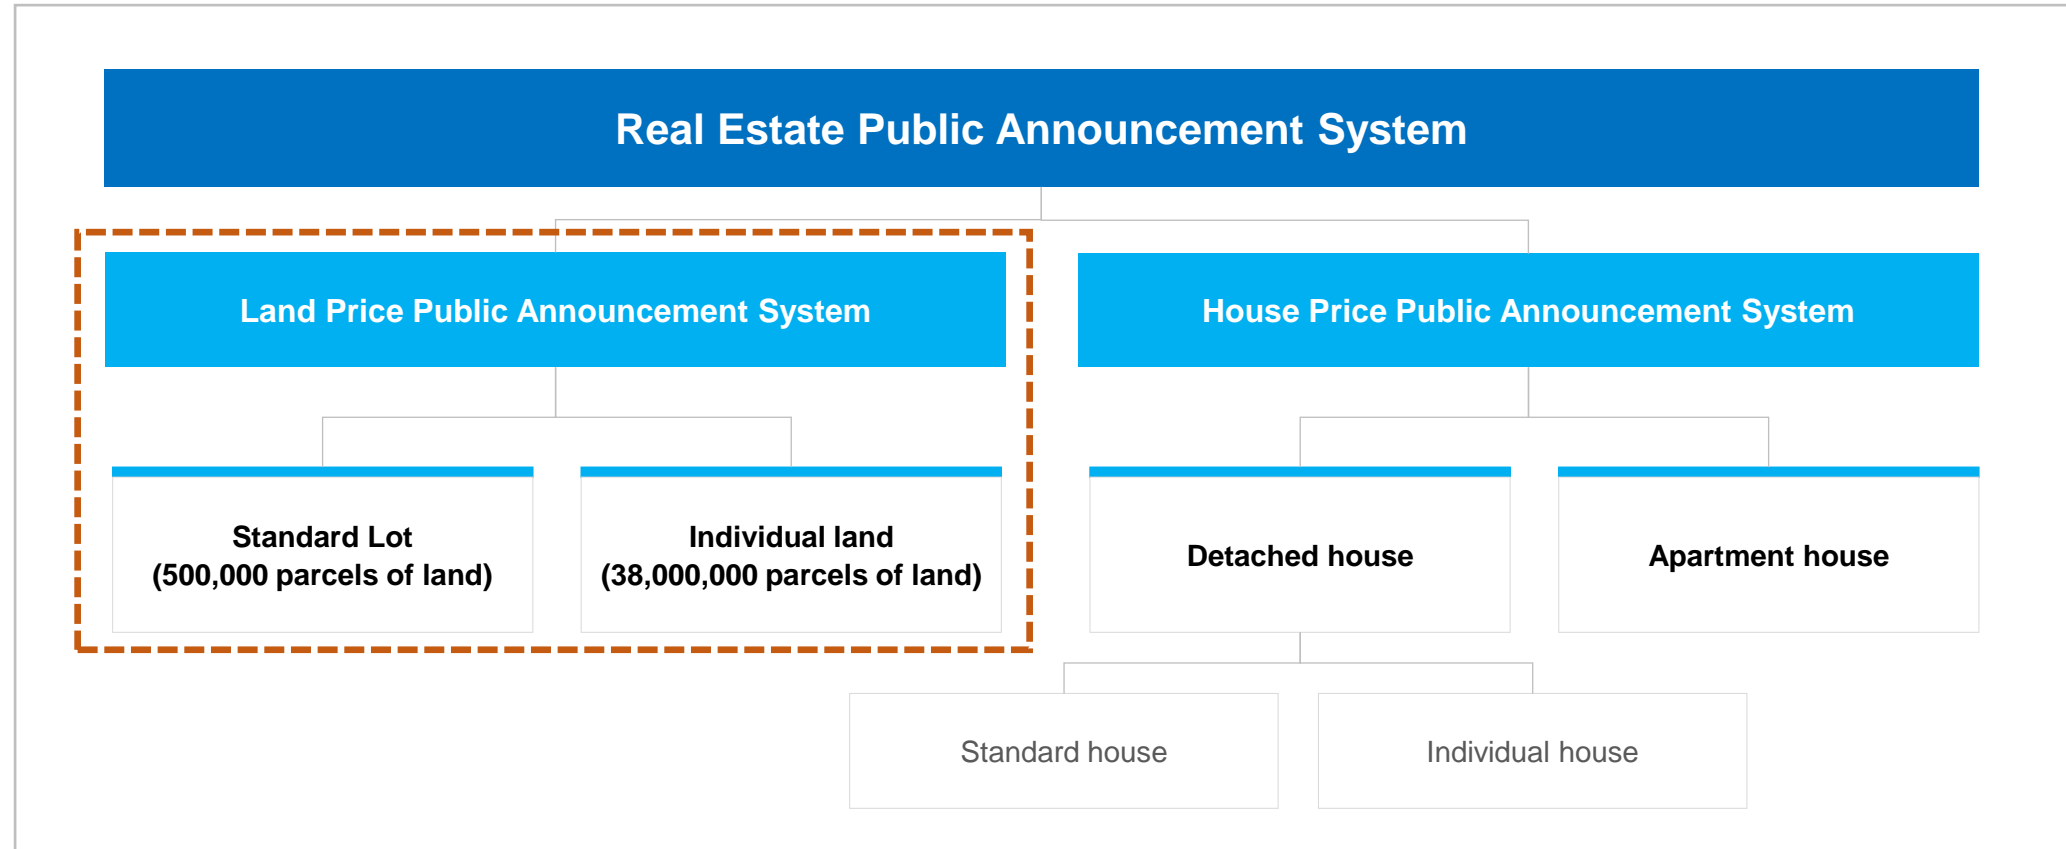 Real Estate Public Announcement System
Land Price Public Announcement System
House Price Public Announcement System
Standard Lot
(500,000 parcels of land)
Individual land
(38,000,000 parcels of land)
Detached house
Apartment house
Standard house
Individual house